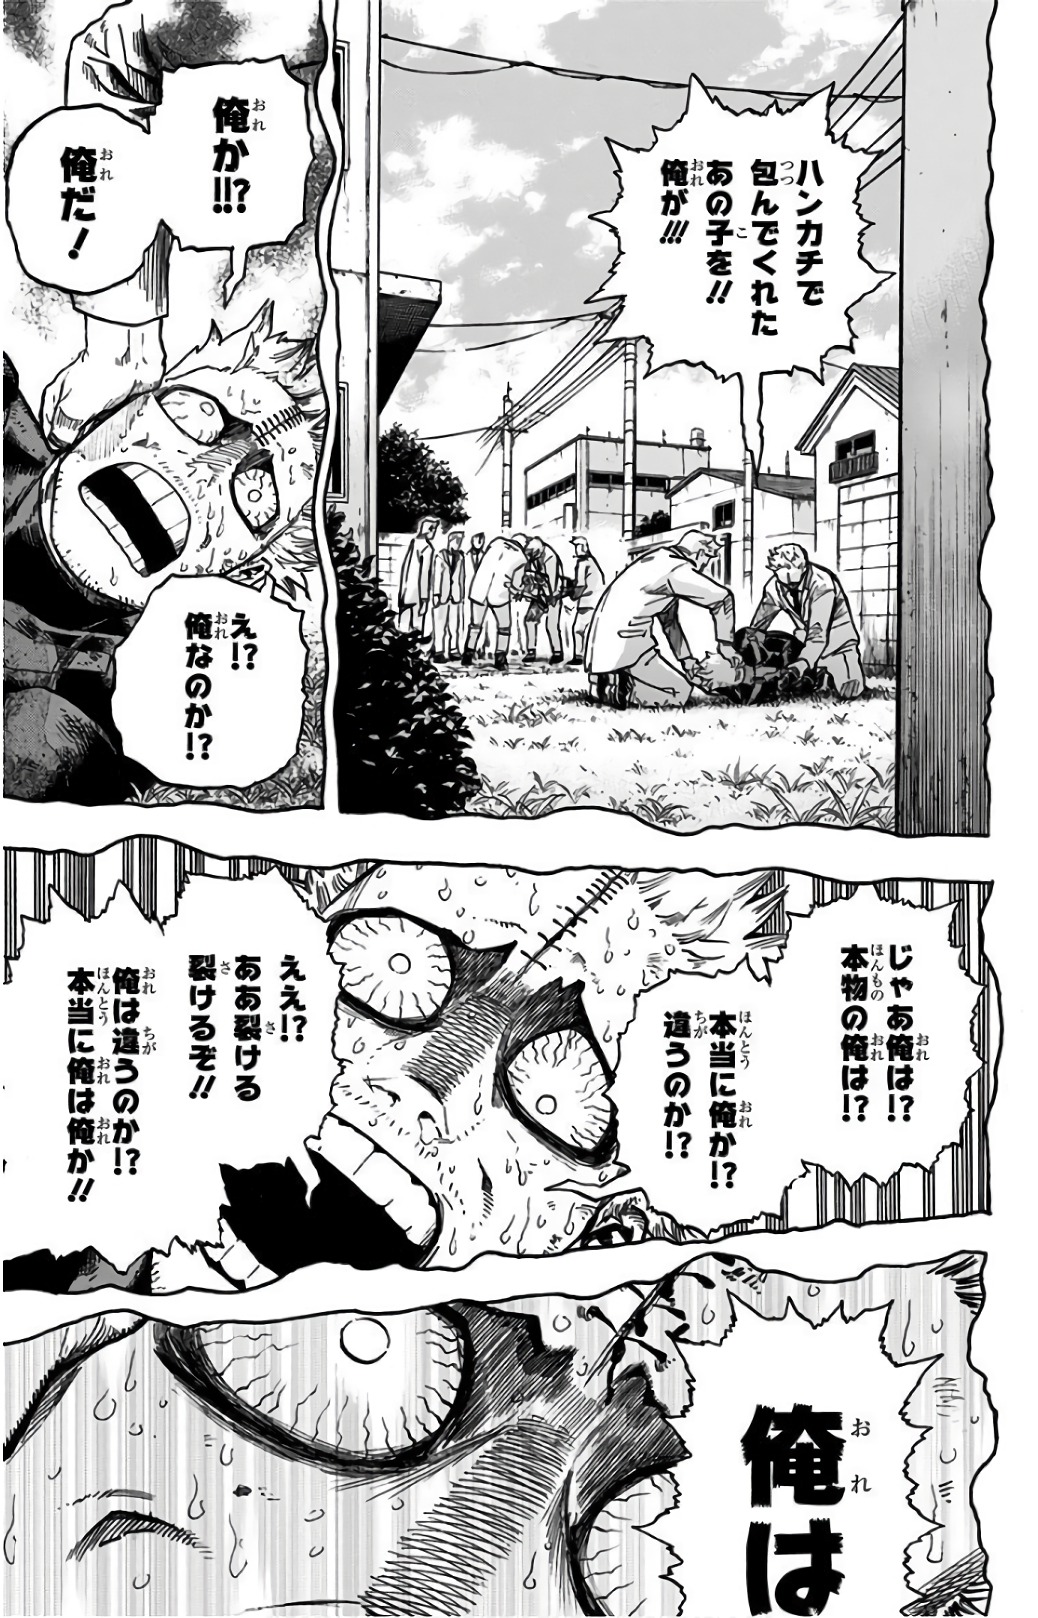 ハンカチで
包んでくれた
あの子を!!
俺が!!!
俺か!!!?
俺だ!
え!?
俺なのか!?
じゃあ俺は!?
本物の俺は!?
本当に俺か!?
違うのか!?
ええ!?
ああ裂ける
裂けるぞ!!
俺は違うのか!?
本当に俺は俺か!!
俺は